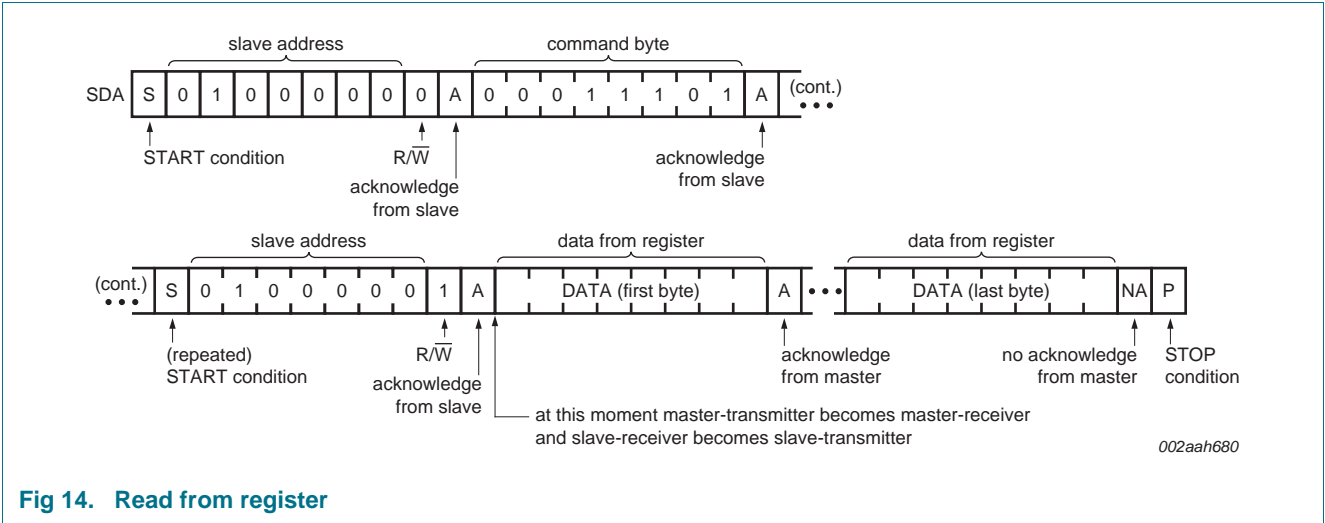 slave address command byte
SDA S 0 1 0 0 0 0 0 0 A 0 0 0 1 1 1 0 1 A (cont.)
START condition R/W acknowledge
acknowledge from slave
from slave
slave address data from register data from register
(cont.) S 0 1 0 0 0 0 0 1 A DATA (first byte) A DATA (last byte) NA P
(repeated) R/W acknowledge no acknowledge STOP
START condition acknowledge from master from master condition
from slave
at this moment master-transmitter becomes master-receiver
and slave-receiver becomes slave-transmitter
002aah680
Fig 14. Read from register